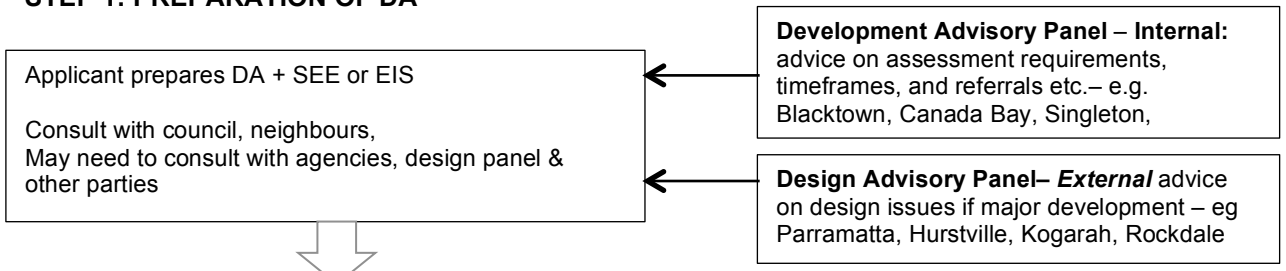 STEP 1: PREPARATION OF DA
Applicant prepares DA + SEE or EIS
Consult with council, neighbours,
May need to consult with agencies, design panel &
other parties
Development Advisory Panel – Internal:
advice on assessment requirements,
timeframes, and referrals etc.– e.g.
Blacktown, Canada Bay, Singleton,
Design Advisory Panel– External advice
on design issues if major development – eg
Parramatta, Hurstville, Kogarah, Rockdale